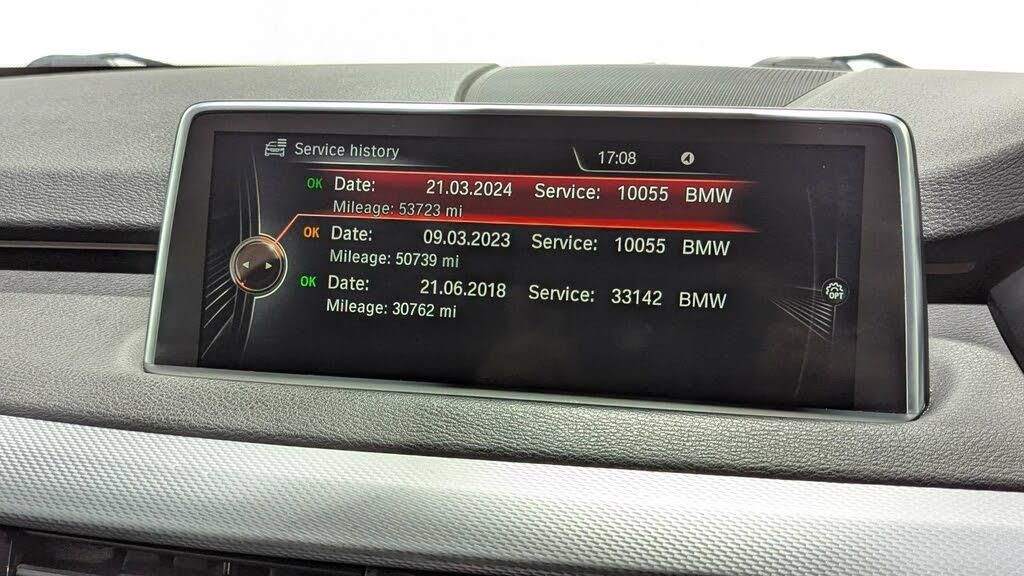 Service history 17:08
OK Date: 21.03.2024 Service: 10055 BMW
Mileage: 53723 mi
OK Date: 09.03.2023 Service: 10055 BMW
Mileage: 50739 mi
OK Date: 21.06.2018 Service: 33142 BMW
Mileage: 30762 mi
OPT